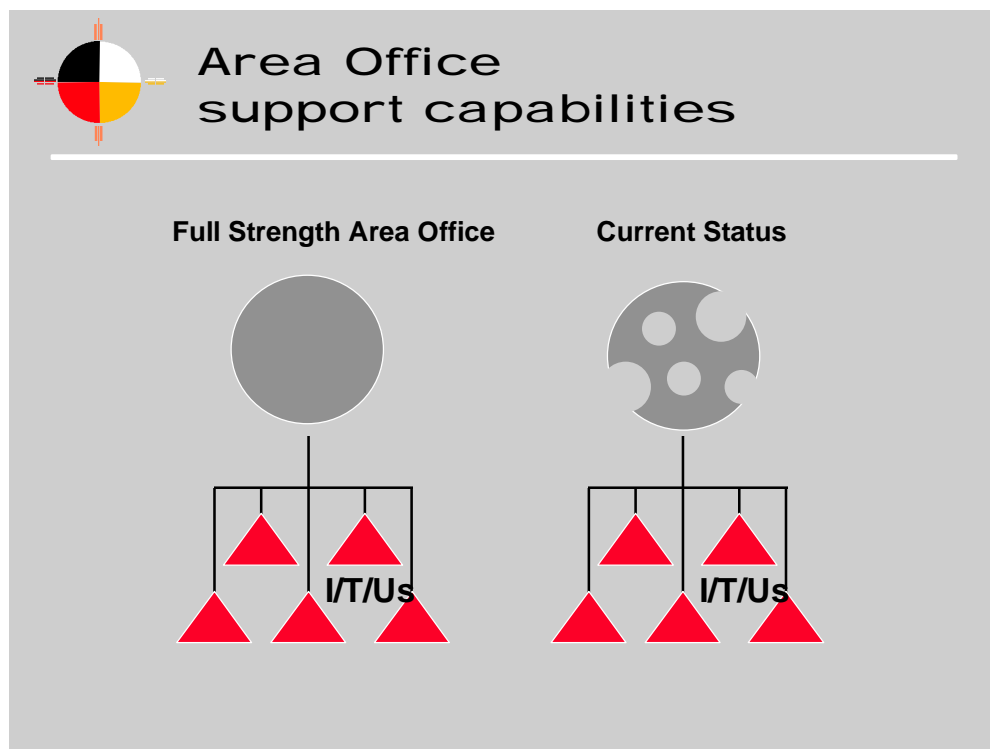 Area Office
support capabilities
Full Strength Area Office
Current Status
I/T/Us
I/T/Us